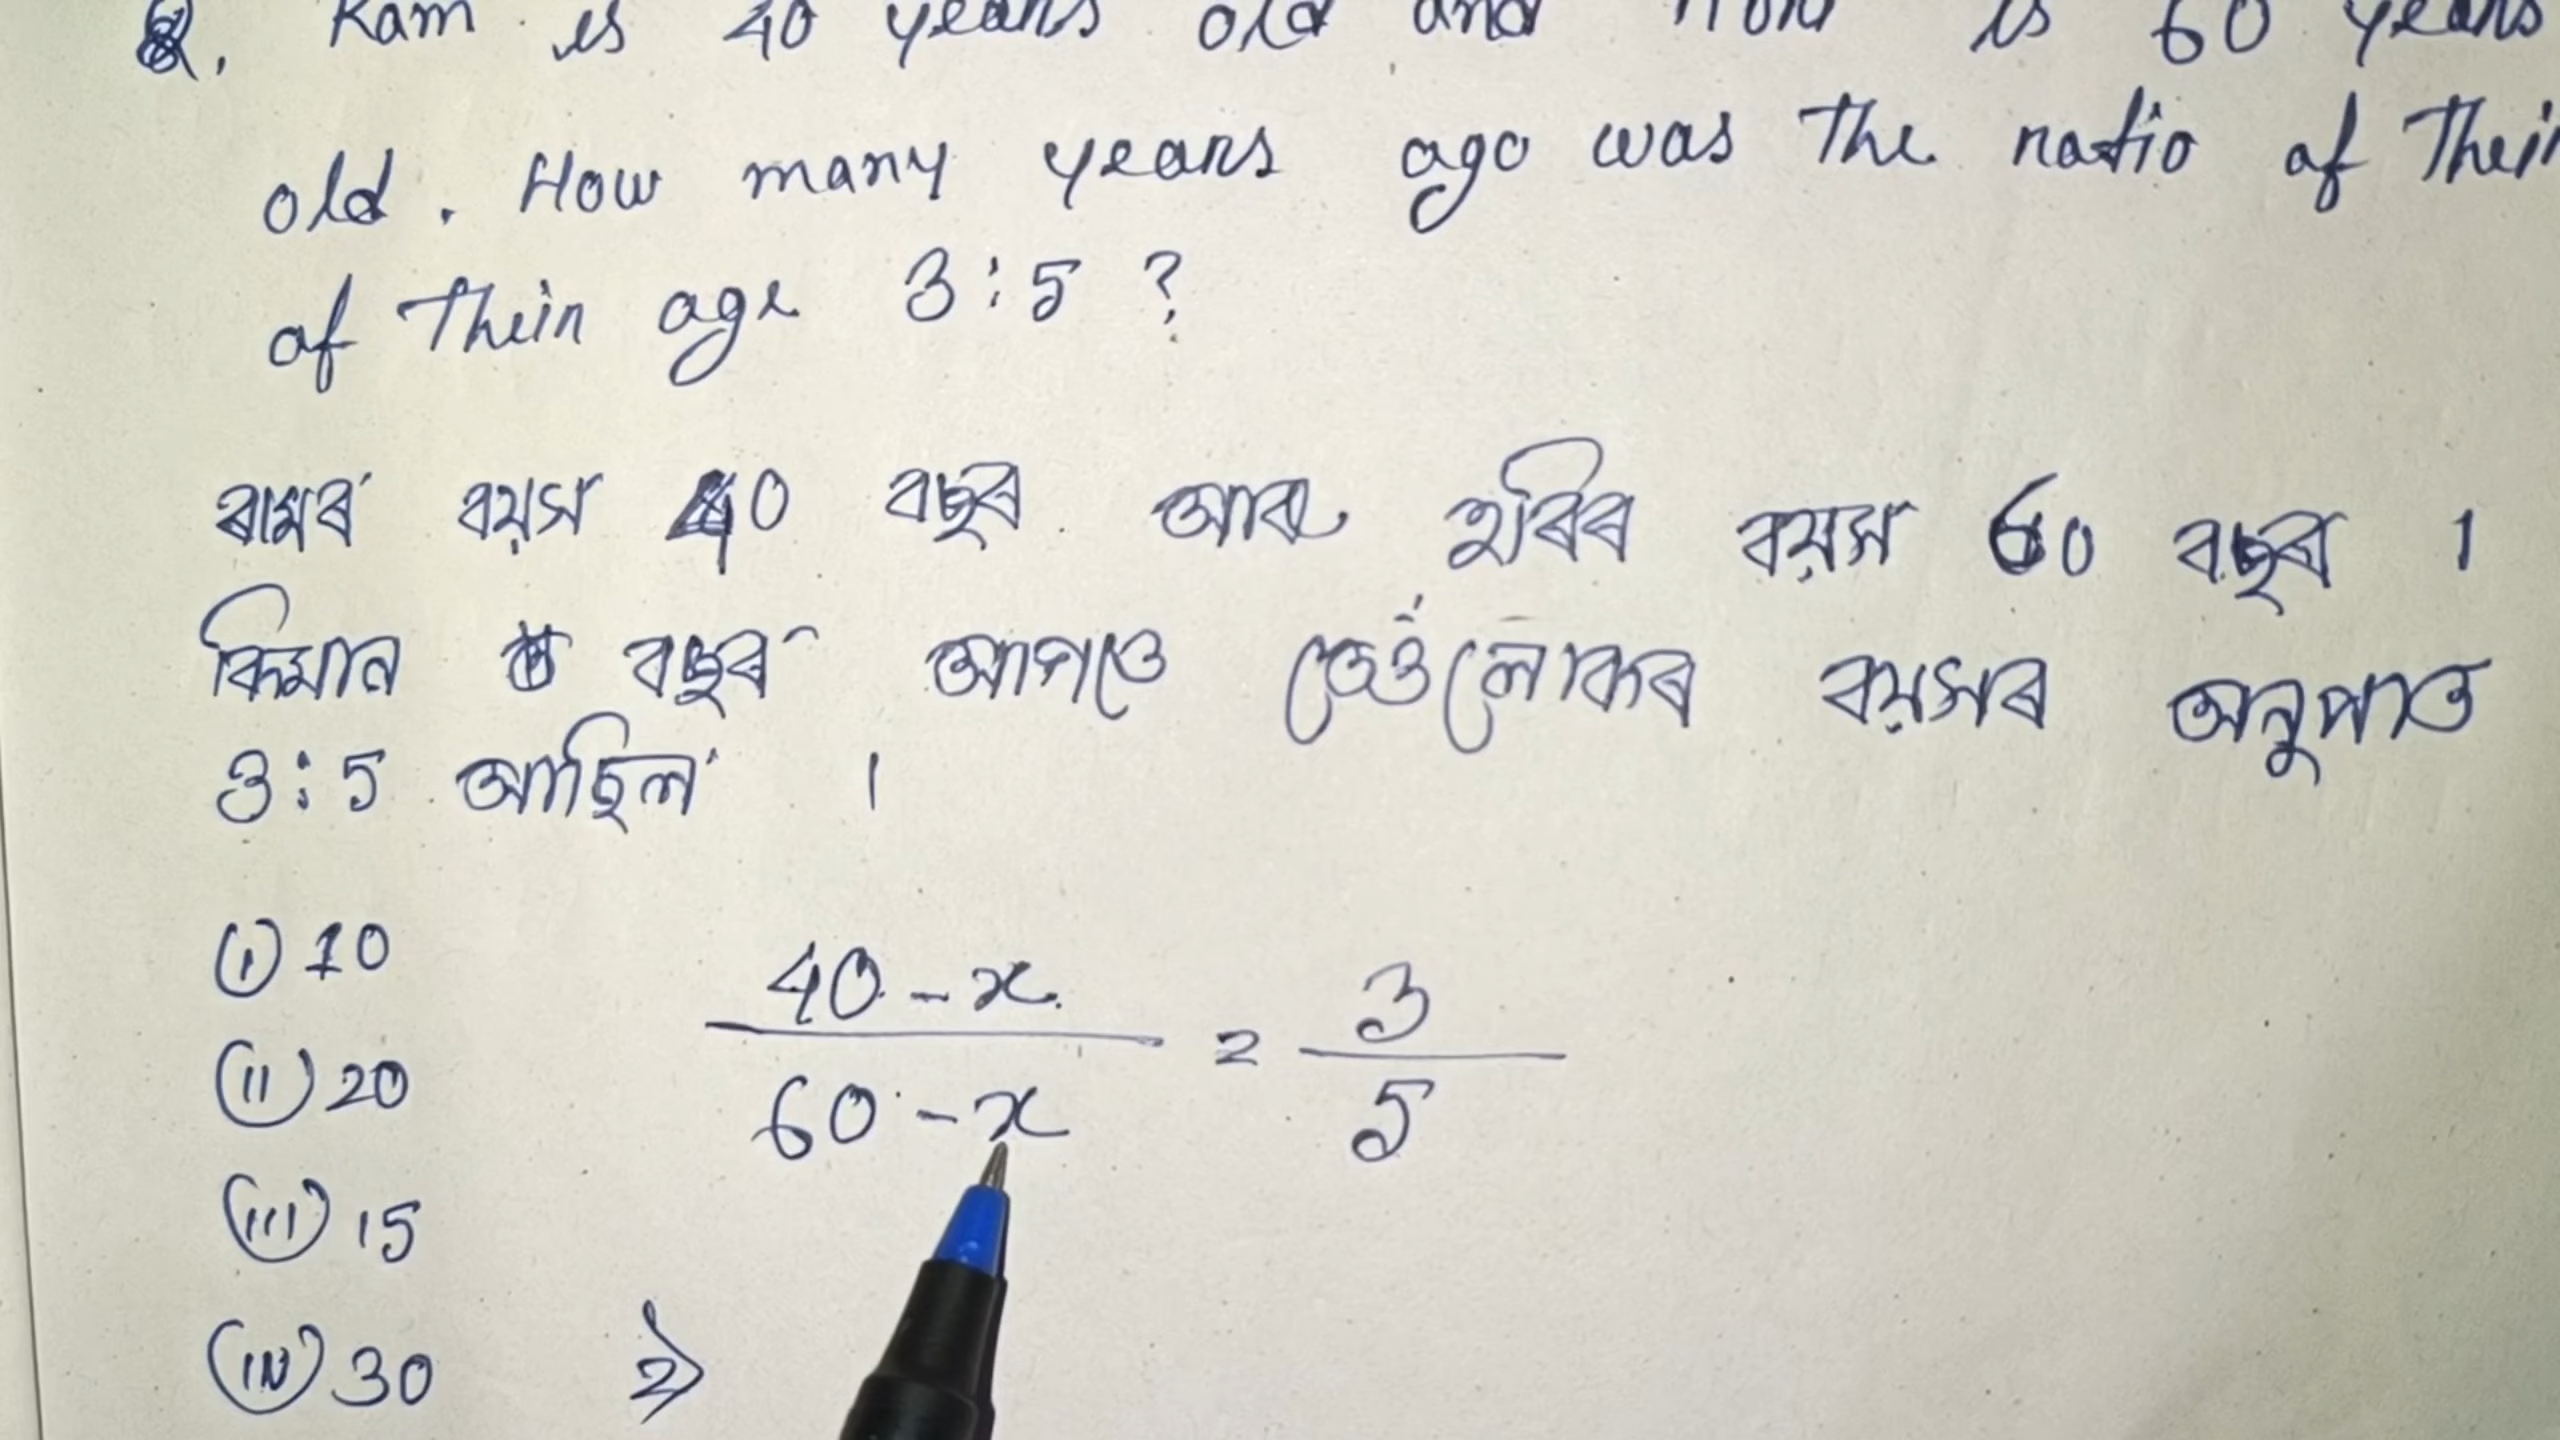 Q. Ram is 40 years old and Hori is 60 years
old. How many years ago was the ratio of Their
of Their age 3:5 ?
ৰামৰ বয়স 40 বছৰ আৰু হৰিৰ বয়স 60 বছৰ ।
কিমান বছৰ আগতে তেওঁলোকৰ বয়সৰ অনুপাত
3:5 আছিল ।
(i) 10
40 - x / 60 - x = 3 / 5
(ii) 20
(iii) 15
(iv) 30 ⇒